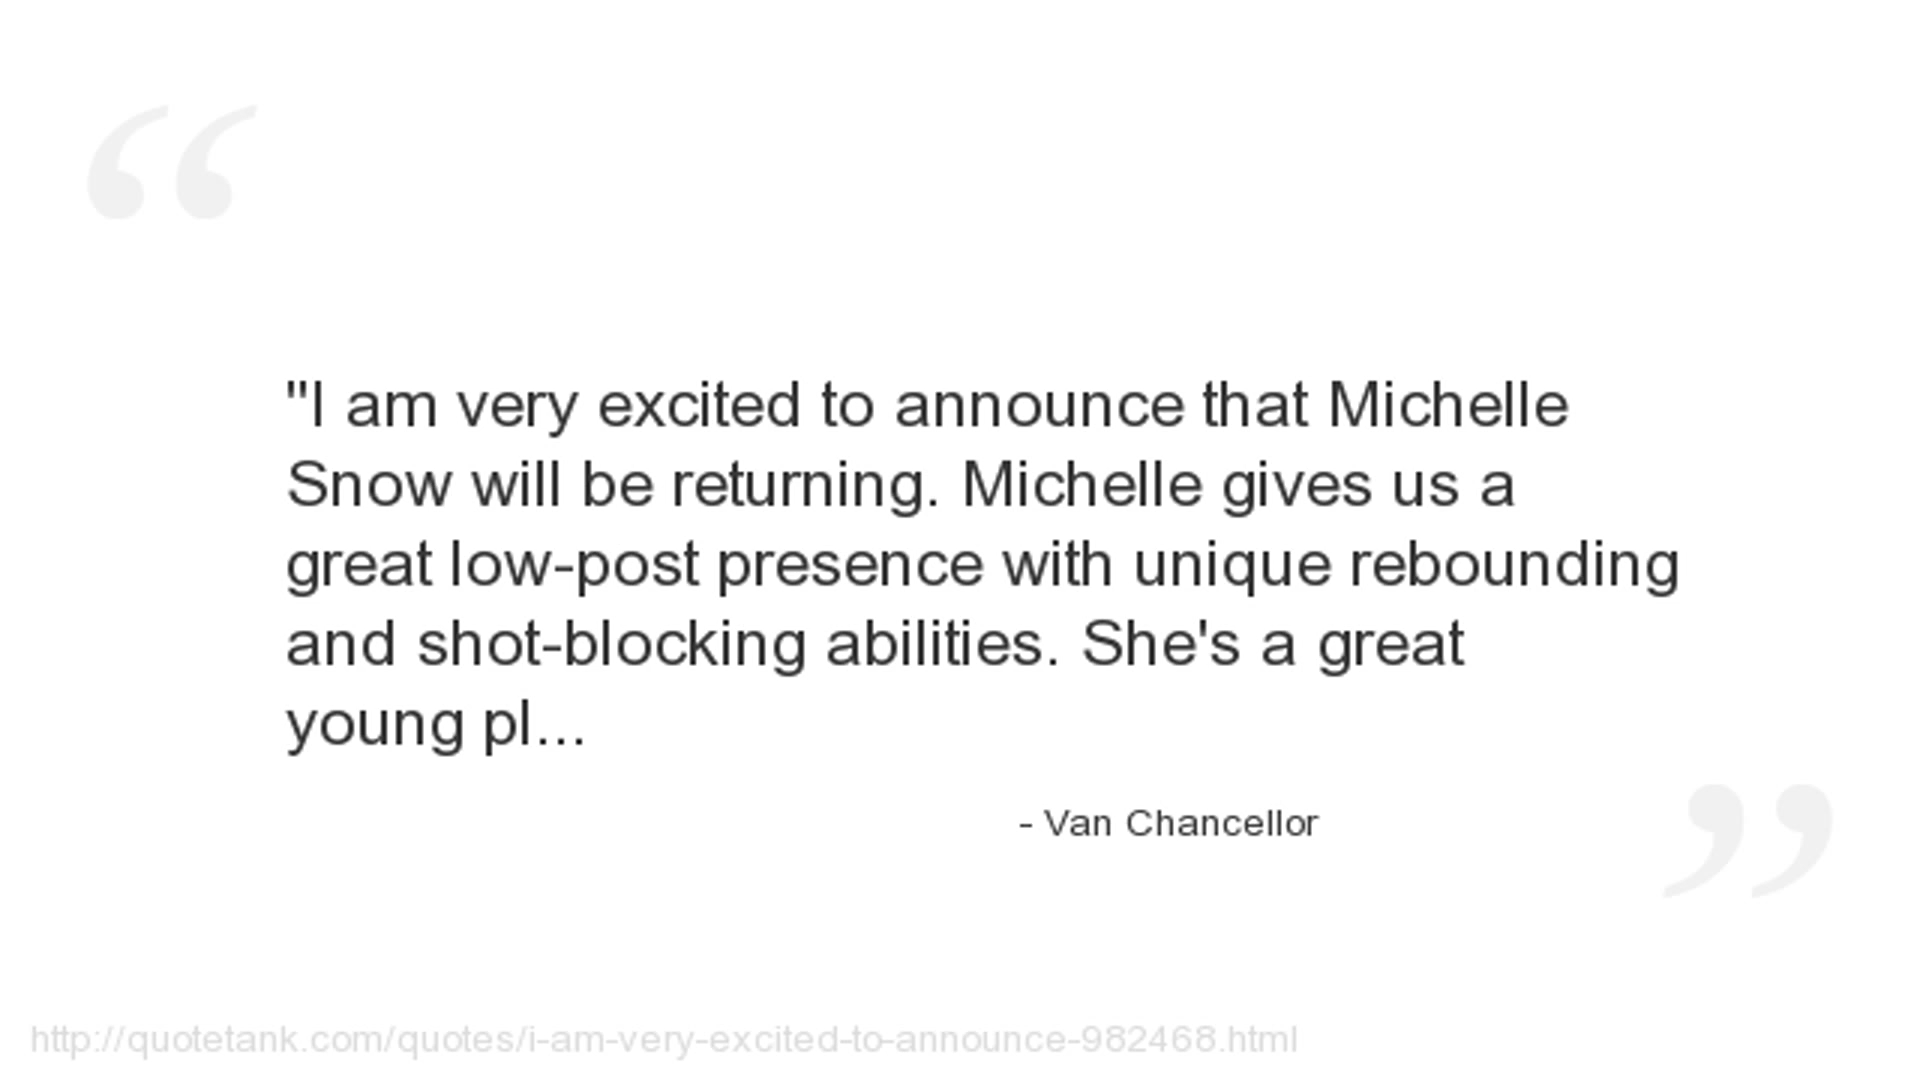 "I am very excited to announce that Michelle
Snow will be returning. Michelle gives us a
great low-post presence with unique rebounding
and shot-blocking abilities. She's a great
young pl...
- Van Chancellor
http://quotetank.com/quotes/i-am-very-excited-to-announce-982468.html